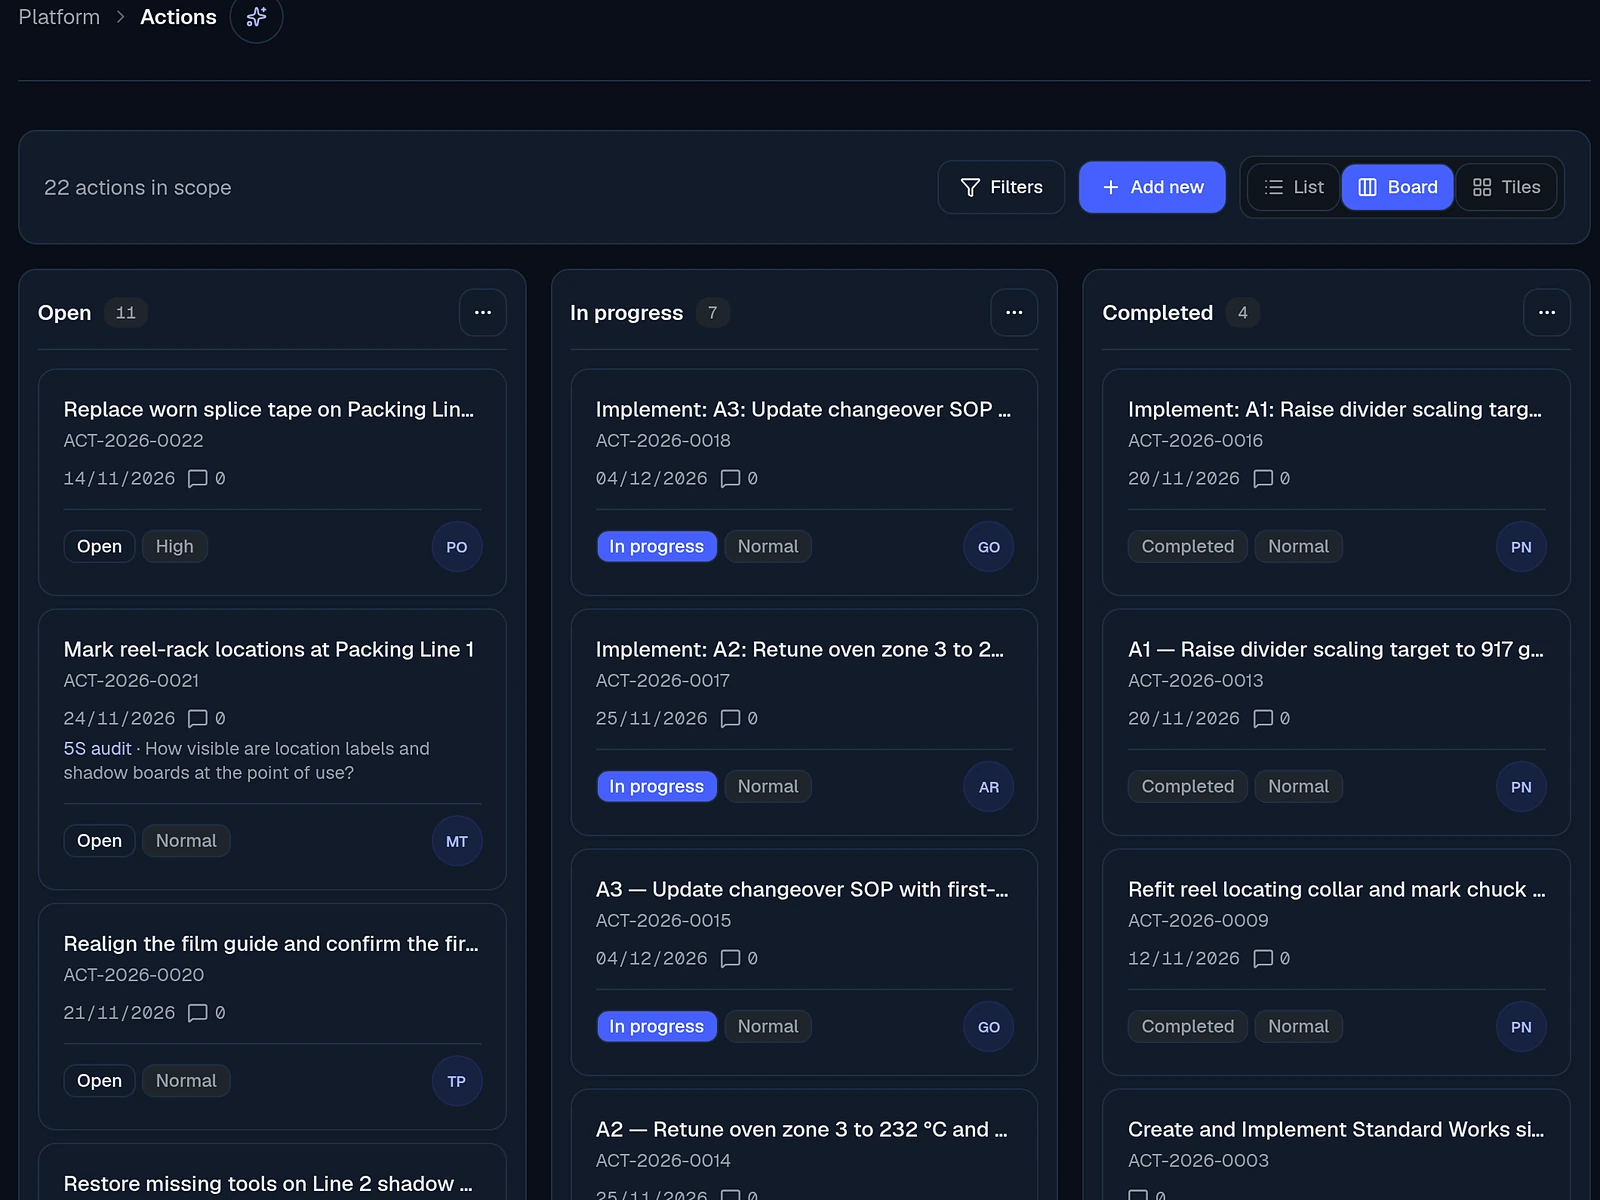 Platform > Actions
22 actions in scope
Filters
+ Add new
List
Board
Tiles
Open 11 ...
Replace worn splice tape on Packing Lin...
ACT-2026-0022
14/11/2026 0
Open High PO
Mark reel-rack locations at Packing Line 1
ACT-2026-0021
24/11/2026 0
5S audit · How visible are location labels and
shadow boards at the point of use?
Open Normal MT
Realign the film guide and confirm the fir...
ACT-2026-0020
21/11/2026 0
Open Normal TP
Restore missing tools on Line 2 shadow ...
In progress 7 ...
Implement: A3: Update changeover SOP ...
ACT-2026-0018
04/12/2026 0
In progress Normal GO
Implement: A2: Retune oven zone 3 to 2...
ACT-2026-0017
25/11/2026 0
In progress Normal AR
A3 — Update changeover SOP with first-...
ACT-2026-0015
04/12/2026 0
In progress Normal GO
A2 — Retune oven zone 3 to 232 °C and ...
ACT-2026-0014
25/11/2026 0
Completed 4 ...
Implement: A1: Raise divider scaling targ...
ACT-2026-0016
20/11/2026 0
Completed Normal PN
A1 — Raise divider scaling target to 917 g...
ACT-2026-0013
20/11/2026 0
Completed Normal PN
Refit reel locating collar and mark chuck ...
ACT-2026-0009
12/11/2026 0
Completed Normal PN
Create and Implement Standard Works si...
ACT-2026-0003
0